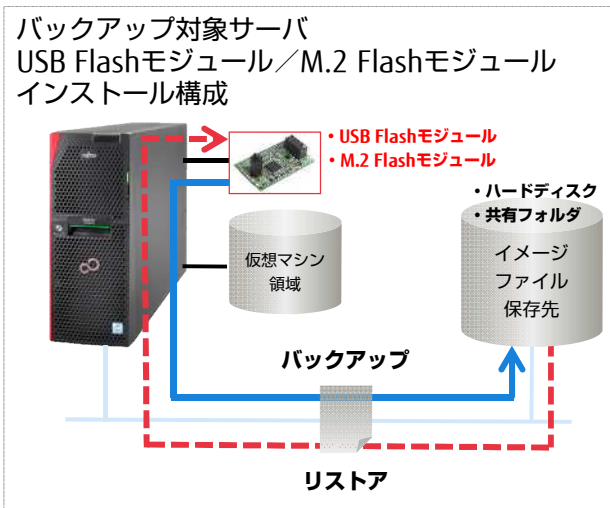 バックアップ対象サーバ
USB Flashモジュール／M.2 Flashモジュール
インストール構成
・USB Flashモジュール
・M.2 Flashモジュール
・ハードディスク
・共有フォルダ
仮想マシン
領域
イメージ
ファイル
保存先
バックアップ
リストア